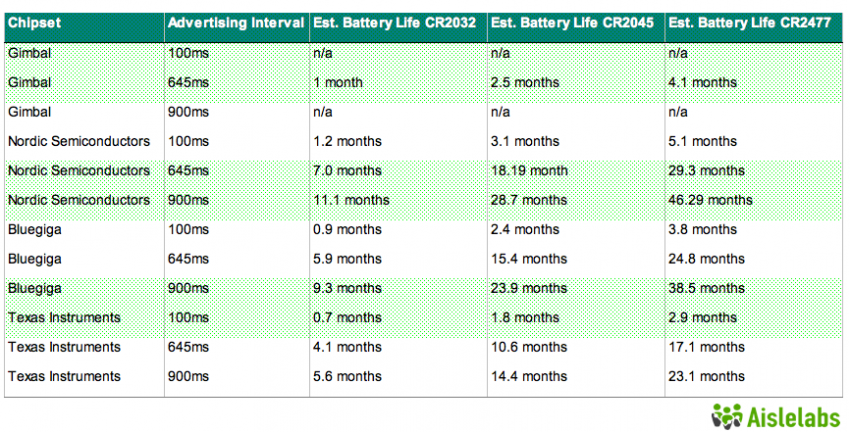 Chipset Advertising Interval Est. Battery Life CR2032 Est. Battery Life CR2045 Est. Battery Life CR2477
Gimbal 100ms n/a n/a n/a
Gimbal 645ms 1 month 2.5 months 4.1 months
Gimbal 900ms n/a n/a n/a
Nordic Semiconductors 100ms 1.2 months 3.1 months 5.1 months
Nordic Semiconductors 645ms 7.0 months 18.19 month 29.3 months
Nordic Semiconductors 900ms 11.1 months 28.7 months 46.29 months
Bluegiga 100ms 0.9 months 2.4 months 3.8 months
Bluegiga 645ms 5.9 months 15.4 months 24.8 months
Bluegiga 900ms 9.3 months 23.9 months 38.5 months
Texas Instruments 100ms 0.7 months 1.8 months 2.9 months
Texas Instruments 645ms 4.1 months 10.6 months 17.1 months
Texas Instruments 900ms 5.6 months 14.4 months 23.1 months
Aislelabs